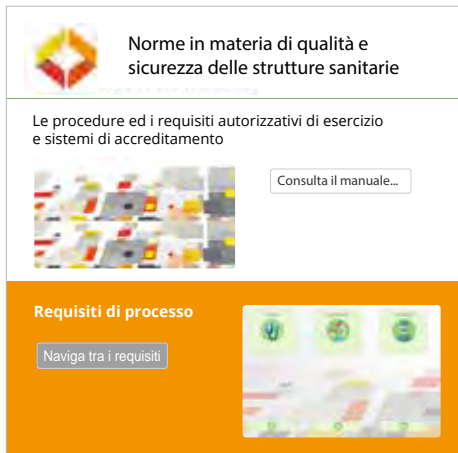 Norme in materia di qualità e
sicurezza delle strutture sanitarie
Le procedure ed i requisiti autorizzativi di esercizio
e sistemi di accreditamento
Consulta il manuale...
Requisiti di processo
Naviga tra i requisiti